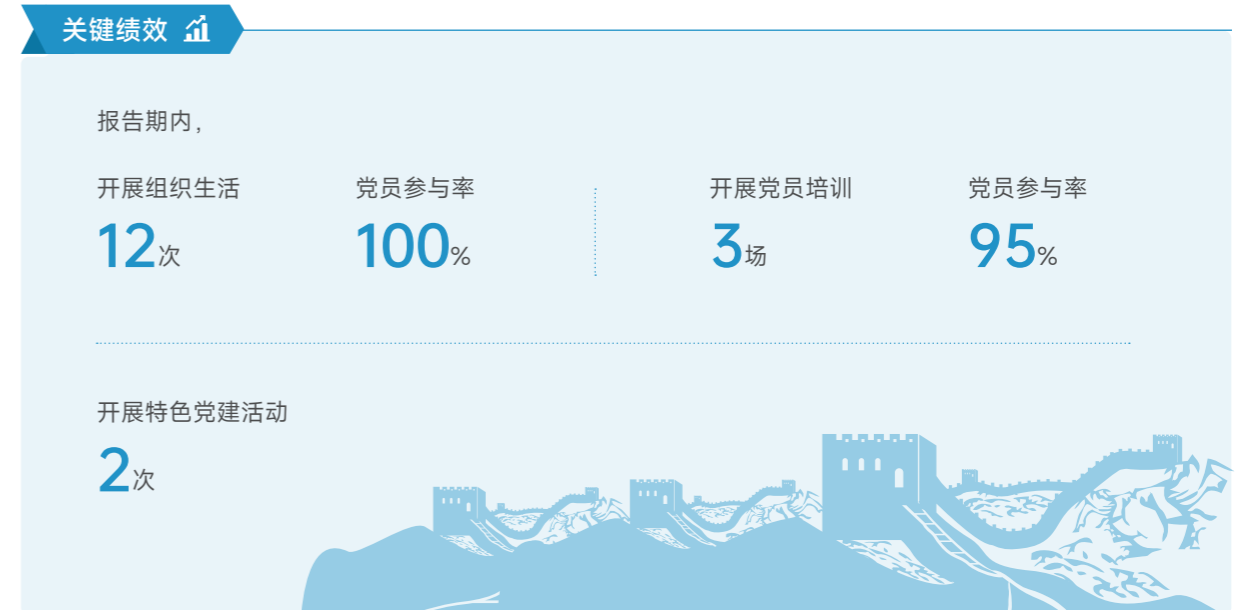 关键绩效
报告期内，
开展组织生活
12次
党员参与率
100%
开展党员培训
3场
党员参与率
95%
开展特色党建活动
2次